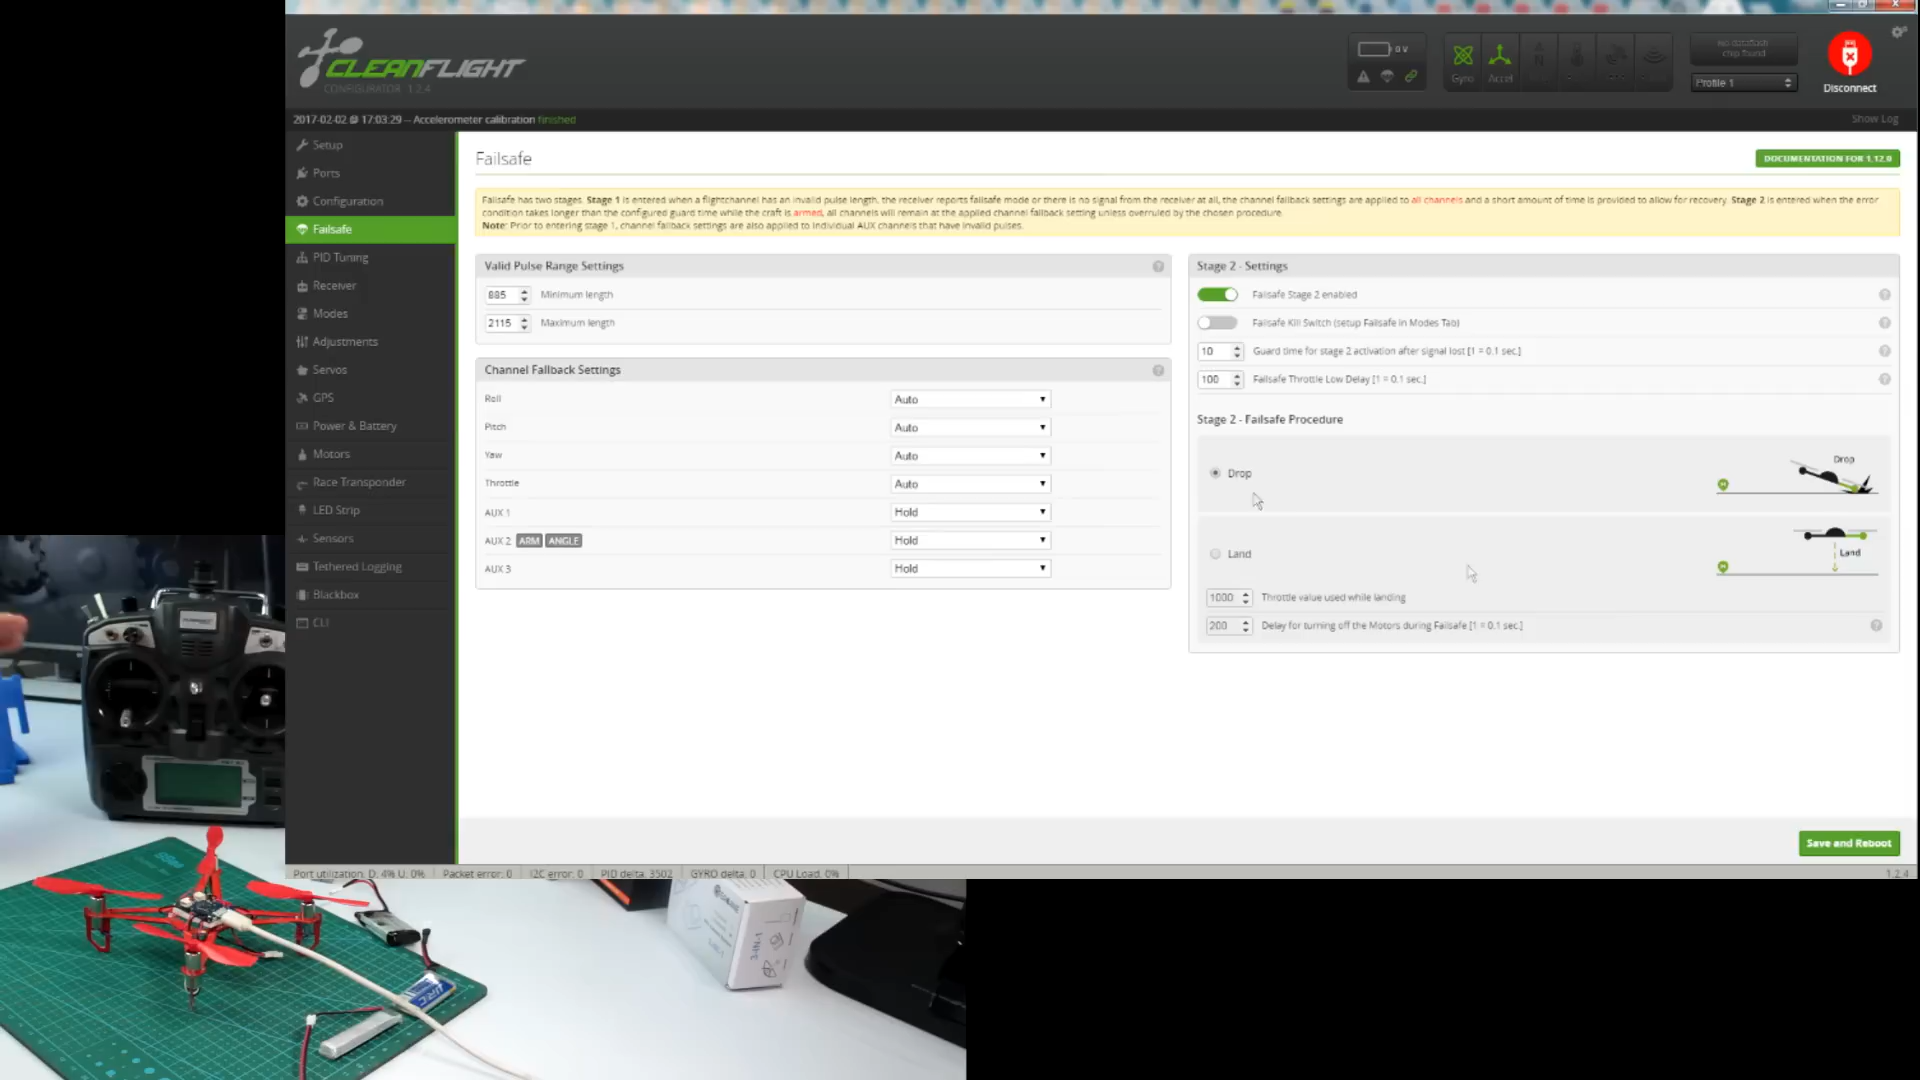 CLEANFLIGHT
CONFIGURATOR 1.2.4
0 V
Gyro
Accel
No dataflash
chip found
Profile 1
Disconnect
2017-02-02 @ 17:03:29 -- Accelerometer calibration finished
Show Log
Setup
Ports
Configuration
Failsafe
PID Tuning
Receiver
Modes
Adjustments
Servos
GPS
Power & Battery
Motors
Race Transponder
LED Strip
Sensors
Tethered Logging
Blackbox
CLI
Failsafe
DOCUMENTATION FOR 1.12.0
Failsafe has two stages. Stage 1 is entered when a flightchannel has an invalid pulse length, the receiver reports failsafe mode or there is no signal from the receiver at all, the channel fallback settings are applied to all channels and a short amount of time is provided to allow for recovery. Stage 2 is entered when the error
condition takes longer than the configured guard time while the craft is armed, all channels will remain at the applied channel fallback setting unless overruled by the chosen procedure.
Note: Prior to entering stage 1, channel fallback settings are also applied to individual AUX channels that have invalid pulses.
Valid Pulse Range Settings
885 Minimum length
2115 Maximum length
Channel Fallback Settings
Roll Auto
Pitch Auto
Yaw Auto
Throttle Auto
AUX 1 Hold
AUX 2 ARM ANGLE Hold
AUX 3 Hold
Stage 2 - Settings
Failsafe Stage 2 enabled
Failsafe Kill Switch (setup Failsafe in Modes Tab)
10 Guard time for stage 2 activation after signal lost [1 = 0.1 sec.]
100 Failsafe Throttle Low Delay [1 = 0.1 sec.]
Stage 2 - Failsafe Procedure
Drop
Drop
Land
Land
1000 Throttle value used while landing
200 Delay for turning off the Motors during Failsafe [1 = 0.1 sec.]
Save and Reboot
Port utilization: D: 4% U: 0%
Packet error: 0
I2C error: 0
PID delta: 3502
GYRO delta: 0
CPU Load: 0%
1.2.4
3-IN-1